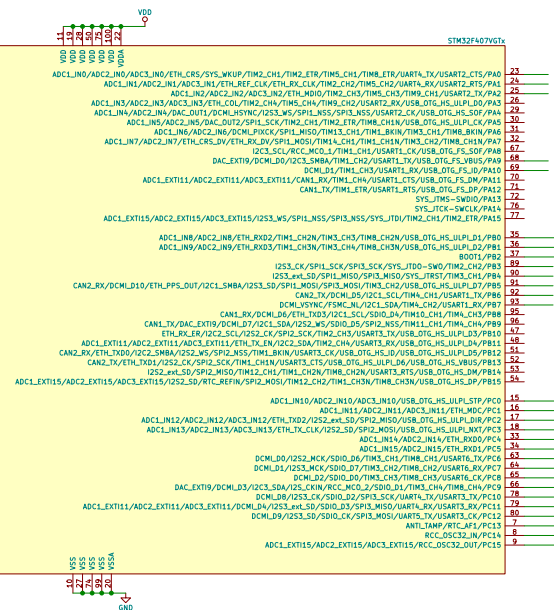 VDD
11 19 28 50 75 100 22
VDD VDD VDD VDD VDD VDD VDDA
STM32F407VGTx
ADC1_IN0/ADC2_IN0/ADC3_IN0/ETH_CRS/SYS_WKUP/TIM2_CH1/TIM2_ETR/TIM5_CH1/TIM8_ETR/UART4_TX/USART2_CTS/PA0 23
ADC1_IN1/ADC2_IN1/ADC3_IN1/ETH_REF_CLK/ETH_RX_CLK/TIM2_CH2/TIM5_CH2/UART4_RX/USART2_RTS/PA1 24
ADC1_IN2/ADC2_IN2/ADC3_IN2/ETH_MDIO/TIM2_CH3/TIM5_CH3/TIM9_CH1/USART2_TX/PA2 25
ADC1_IN3/ADC2_IN3/ADC3_IN3/ETH_COL/TIM2_CH4/TIM5_CH4/TIM9_CH2/USART2_RX/USB_OTG_HS_ULPI_D0/PA3 26
ADC1_IN4/ADC2_IN4/DAC_OUT1/DCMI_HSYNC/I2S3_WS/SPI1_NSS/SPI3_NSS/USART2_CK/USB_OTG_HS_SOF/PA4 29
ADC1_IN5/ADC2_IN5/DAC_OUT2/SPI1_SCK/TIM2_CH1/TIM2_ETR/TIM8_CH1N/USB_OTG_HS_ULPI_CK/PA5 30
ADC1_IN6/ADC2_IN6/DCMI_PIXCK/SPI1_MISO/TIM13_CH1/TIM1_BKIN/TIM3_CH1/TIM8_BKIN/PA6 31
ADC1_IN7/ADC2_IN7/ETH_CRS_DV/ETH_RX_DV/SPI1_MOSI/TIM14_CH1/TIM1_CH1N/TIM3_CH2/TIM8_CH1N/PA7 32
I2C3_SCL/RCC_MCO_1/TIM1_CH1/USART1_CK/USB_OTG_FS_SOF/PA8 67
DAC_EXTI9/DCMI_D0/I2C3_SMBA/TIM1_CH2/USART1_TX/USB_OTG_FS_VBUS/PA9 68
DCMI_D1/TIM1_CH3/USART1_RX/USB_OTG_FS_ID/PA10 69
ADC1_EXTI11/ADC2_EXTI11/ADC3_EXTI11/CAN1_RX/TIM1_CH4/USART1_CTS/USB_OTG_FS_DM/PA11 70
CAN1_TX/TIM1_ETR/USART1_RTS/USB_OTG_FS_DP/PA12 71
SYS_JTMS-SWDIO/PA13 72
SYS_JTCK-SWCLK/PA14 76
ADC1_EXTI15/ADC2_EXTI15/ADC3_EXTI15/I2S3_WS/SPI1_NSS/SPI3_NSS/SYS_JTDI/TIM2_CH1/TIM2_ETR/PA15 77
ADC1_IN8/ADC2_IN8/ETH_RXD2/TIM1_CH2N/TIM3_CH3/TIM8_CH2N/USB_OTG_HS_ULPI_D1/PB0 35
ADC1_IN9/ADC2_IN9/ETH_RXD3/TIM1_CH3N/TIM3_CH4/TIM8_CH3N/USB_OTG_HS_ULPI_D2/PB1 36
BOOT1/PB2 37
I2S3_CK/SPI1_SCK/SPI3_SCK/SYS_JTDO-SWO/TIM2_CH2/PB3 89
I2S3_ext_SD/SPI1_MISO/SPI3_MISO/SYS_JTRST/TIM3_CH1/PB4 90
CAN2_RX/DCMI_D10/ETH_PPS_OUT/I2C1_SMBA/I2S3_SD/SPI1_MOSI/SPI3_MOSI/TIM3_CH2/USB_OTG_HS_ULPI_D7/PB5 91
CAN2_TX/DCMI_D5/I2C1_SCL/TIM4_CH1/USART1_TX/PB6 92
DCMI_VSYNC/FSMC_NL/I2C1_SDA/TIM4_CH2/USART1_RX/PB7 93
CAN1_RX/DCMI_D6/ETH_TXD3/I2C1_SCL/SDIO_D4/TIM10_CH1/TIM4_CH3/PB8 95
CAN1_TX/DAC_EXTI9/DCMI_D7/I2C1_SDA/I2S2_WS/SDIO_D5/SPI2_NSS/TIM11_CH1/TIM4_CH4/PB9 96
ETH_RX_ER/I2C2_SCL/I2S2_CK/SPI2_SCK/TIM2_CH3/USART3_TX/USB_OTG_HS_ULPI_D3/PB10 47
ADC1_EXTI11/ADC2_EXTI11/ADC3_EXTI11/ETH_TX_EN/I2C2_SDA/TIM2_CH4/USART3_RX/USB_OTG_HS_ULPI_D4/PB11 48
CAN2_RX/ETH_TXD0/I2C2_SMBA/I2S2_WS/SPI2_NSS/TIM1_BKIN/USART3_CK/USB_OTG_HS_ID/USB_OTG_HS_ULPI_D5/PB12 51
CAN2_TX/ETH_TXD1/I2S2_CK/SPI2_SCK/TIM1_CH1N/USART3_CTS/USB_OTG_HS_ULPI_D6/USB_OTG_HS_VBUS/PB13 52
I2S2_ext_SD/SPI2_MISO/TIM12_CH1/TIM1_CH2N/TIM8_CH2N/USART3_RTS/USB_OTG_HS_DM/PB14 53
ADC1_EXTI15/ADC2_EXTI15/ADC3_EXTI15/I2S2_SD/RTC_REFIN/SPI2_MOSI/TIM12_CH2/TIM1_CH3N/TIM8_CH3N/USB_OTG_HS_DP/PB15 54
ADC1_IN10/ADC2_IN10/ADC3_IN10/USB_OTG_HS_ULPI_STP/PC0 15
ADC1_IN11/ADC2_IN11/ADC3_IN11/ETH_MDC/PC1 16
ADC1_IN12/ADC2_IN12/ADC3_IN12/ETH_TXD2/I2S2_ext_SD/SPI2_MISO/USB_OTG_HS_ULPI_DIR/PC2 17
ADC1_IN13/ADC2_IN13/ADC3_IN13/ETH_TX_CLK/I2S2_SD/SPI2_MOSI/USB_OTG_HS_ULPI_NXT/PC3 18
ADC1_IN14/ADC2_IN14/ETH_RXD0/PC4 33
ADC1_IN15/ADC2_IN15/ETH_RXD1/PC5 34
DCMI_D0/I2S2_MCK/SDIO_D6/TIM3_CH1/TIM8_CH1/USART6_TX/PC6 63
DCMI_D1/I2S3_MCK/SDIO_D7/TIM3_CH2/TIM8_CH2/USART6_RX/PC7 64
DCMI_D2/SDIO_D0/TIM3_CH3/TIM8_CH3/USART6_CK/PC8 65
DAC_EXTI9/DCMI_D3/I2C3_SDA/I2S_CKIN/RCC_MCO_2/SDIO_D1/TIM3_CH4/TIM8_CH4/PC9 66
DCMI_D8/I2S3_CK/SDIO_D2/SPI3_SCK/UART4_TX/USART3_TX/PC10 78
ADC1_EXTI11/ADC2_EXTI11/ADC3_EXTI11/DCMI_D4/I2S3_ext_SD/SDIO_D3/SPI3_MISO/UART4_RX/USART3_RX/PC11 79
DCMI_D9/I2S3_SD/SDIO_CK/SPI3_MOSI/UART5_TX/USART3_CK/PC12 80
ANTI_TAMP/RTC_AF1/PC13 7
RCC_OSC32_IN/PC14 8
ADC1_EXTI15/ADC2_EXTI15/ADC3_EXTI15/RCC_OSC32_OUT/PC15 9
VSS VSS VSS VSS VSSA
10 27 74 99 20
GND